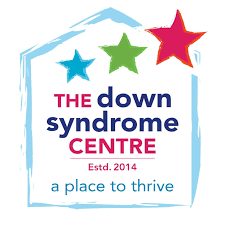 THE down
syndrome
CENTRE
Estd. 2014
a place to thrive